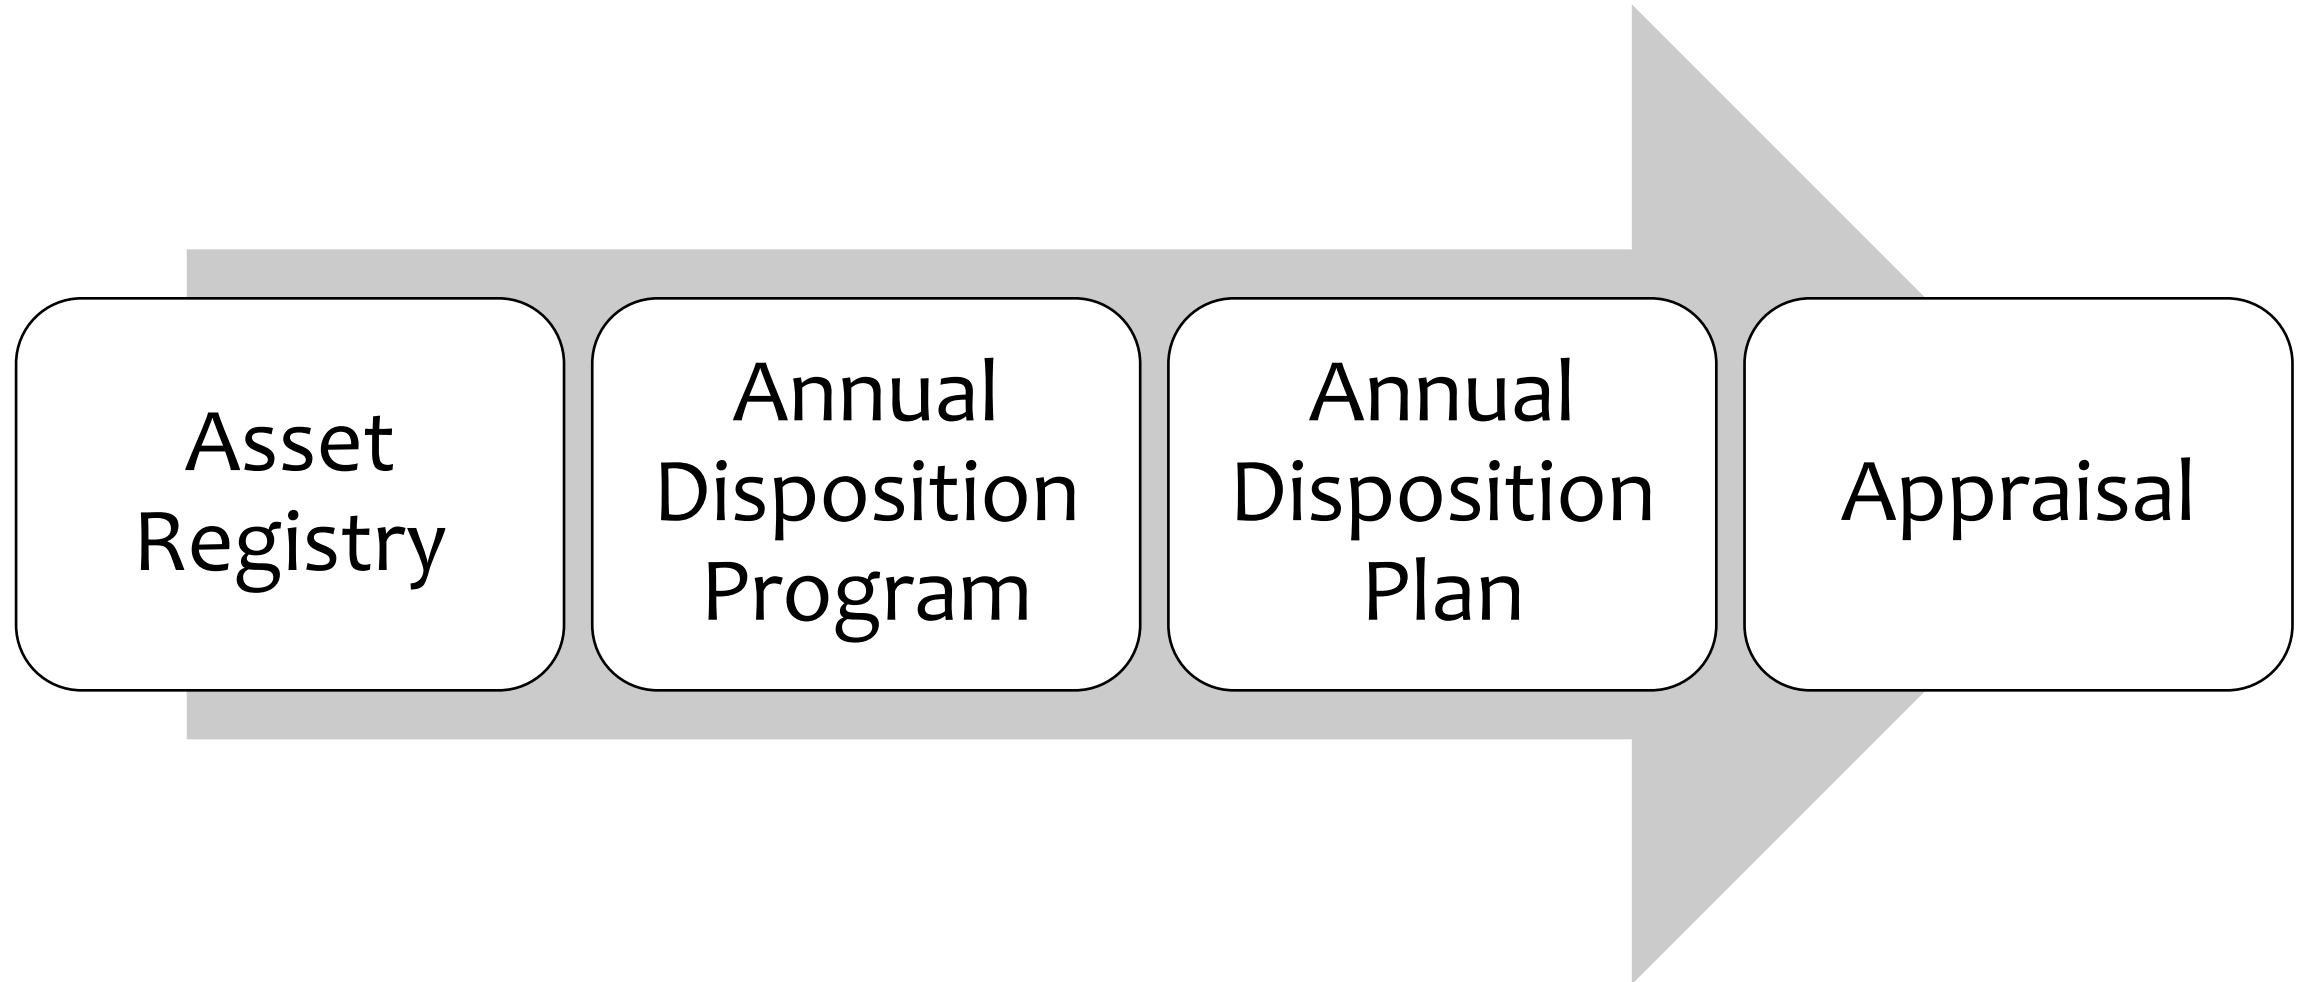 Asset
Registry
Annual
Disposition
Program
Annual
Disposition
Plan
Appraisal